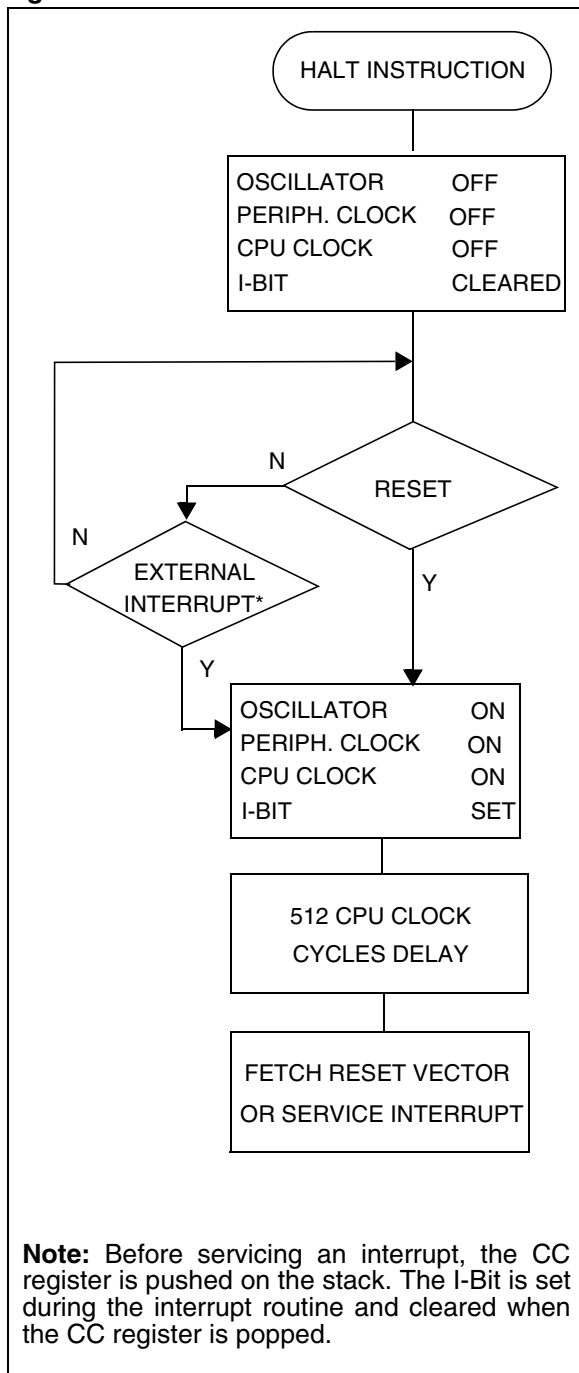 HALT INSTRUCTION
OSCILLATOR OFF
PERIPH. CLOCK OFF
CPU CLOCK OFF
I-BIT CLEARED
N
RESET
N
EXTERNAL
INTERRUPT*
Y
Y
OSCILLATOR ON
PERIPH. CLOCK ON
CPU CLOCK ON
I-BIT SET
512 CPU CLOCK
CYCLES DELAY
FETCH RESET VECTOR
OR SERVICE INTERRUPT
Note: Before servicing an interrupt, the CC
register is pushed on the stack. The I-Bit is set
during the interrupt routine and cleared when
the CC register is popped.